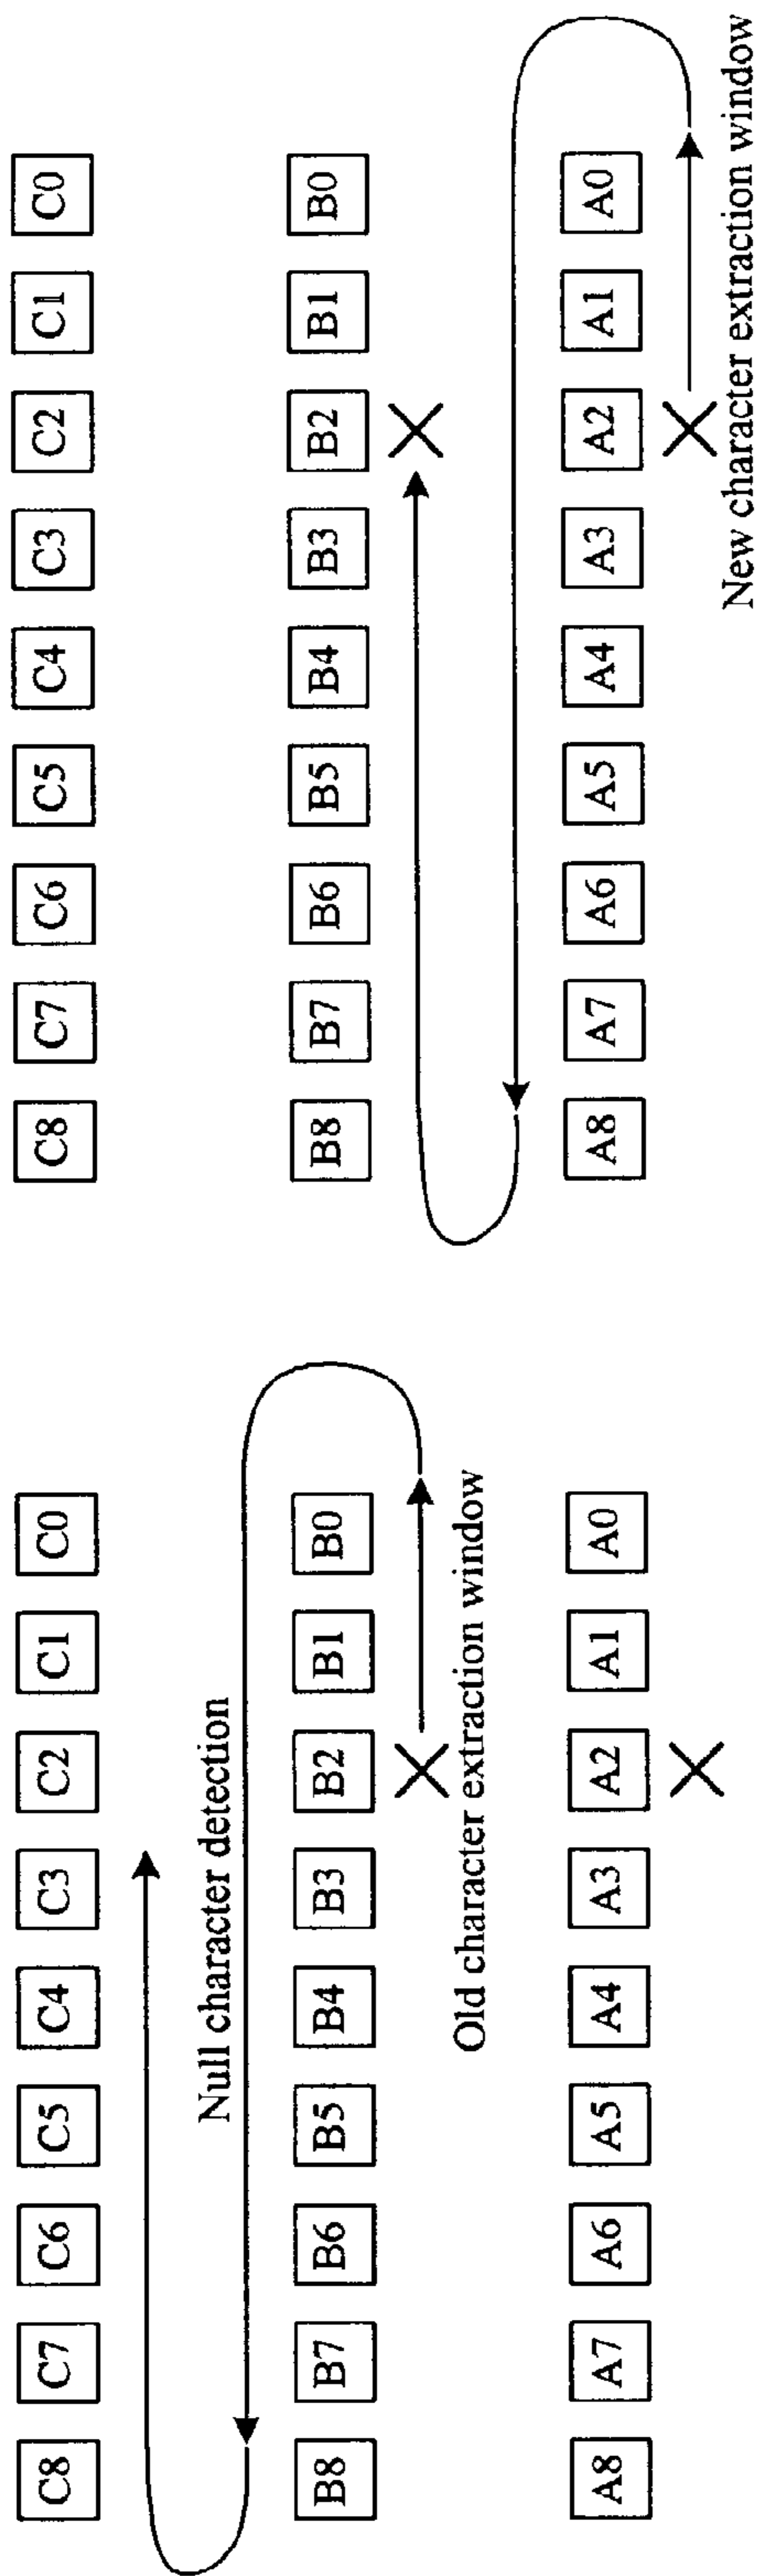 C8 C7 C6 C5 C4 C3 C2 C1 C0
Null character detection
B8 B7 B6 B5 B4 B3 B2 B1 B0
Old character extraction window
A8 A7 A6 A5 A4 A3 A2 A1 A0
C8 C7 C6 C5 C4 C3 C2 C1 C0
B8 B7 B6 B5 B4 B3 B2 B1 B0
A8 A7 A6 A5 A4 A3 A2 A1 A0
New character extraction window